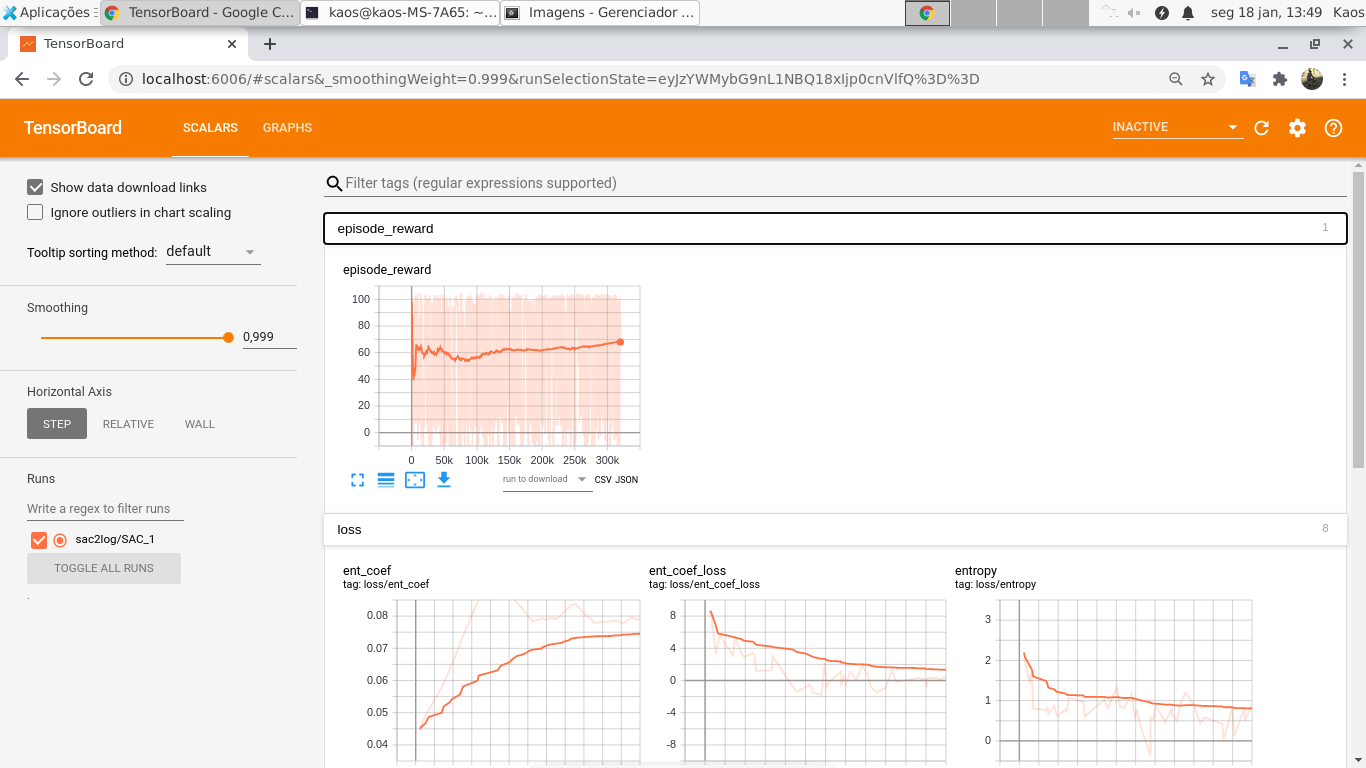 Aplicações
TensorBoard - Google C...
kaos@kaos-MS-7A65: ~...
Imagens - Gerenciador ...
seg 18 jan, 13:49
Kaos
TensorBoard
localhost:6006/#scalars&_smoothingWeight=0.999&runSelectionState=eyJzYWMybG9nL1NBQ18xIjp0cnVlfQ%3D%3D
TensorBoard
SCALARS
GRAPHS
INACTIVE
Show data download links
Ignore outliers in chart scaling
Tooltip sorting method: default
Smoothing
0,999
Horizontal Axis
STEP
RELATIVE
WALL
Runs
Write a regex to filter runs
sac2log/SAC_1
TOGGLE ALL RUNS
.
Filter tags (regular expressions supported)
episode_reward
1
episode_reward
100
80
60
40
20
0
0 50k 100k 150k 200k 250k 300k
run to download
CSV JSON
loss
8
ent_coef
tag: loss/ent_coef
0.08
0.07
0.06
0.05
0.04
ent_coef_loss
tag: loss/ent_coef_loss
8
4
0
-4
-8
entropy
tag: loss/entropy
3
2
1
0